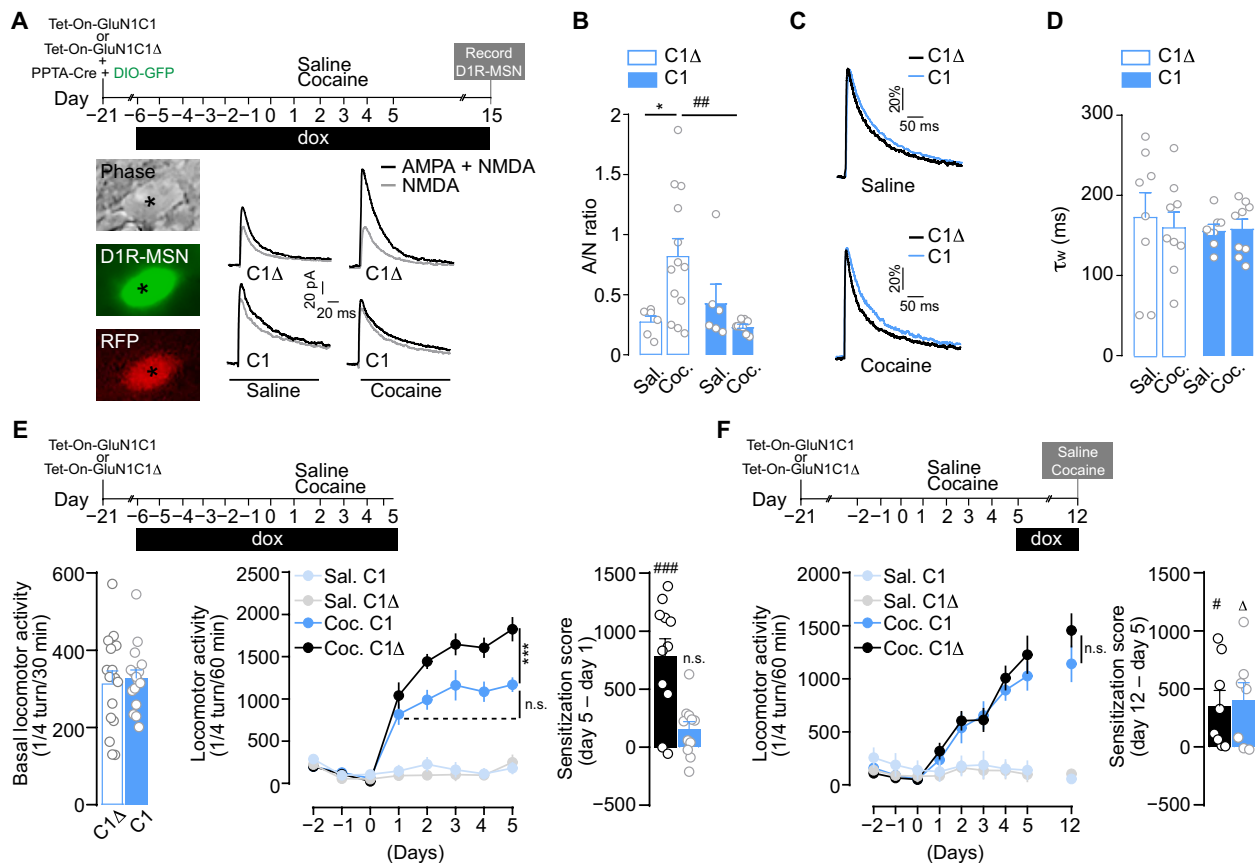 A
Tet-On-GluN1C1
or
Tet-On-GluN1C1Δ
+
PPTA-Cre + DIO-GFP
Saline
Cocaine
Record
D1R-MSN
Day
−21 −6 −5 −4 −3 −2 −1 0 1 2 3 4 5 15
dox
Phase
*
D1R-MSN
*
RFP
*
AMPA + NMDA
NMDA
C1Δ
C1Δ
20 pA
20 ms
C1
C1
Saline
Cocaine
B
C1Δ
C1
*
##
2
1.5
1
0.5
0
A/N ratio
Sal.
Coc.
Sal.
Coc.
C
C1Δ
C1
20%
50 ms
Saline
C1Δ
C1
20%
50 ms
Cocaine
D
C1Δ
C1
300
200
100
0
τw (ms)
Sal.
Coc.
Sal.
Coc.
E
Tet-On-GluN1C1
or
Tet-On-GluN1C1Δ
Saline
Cocaine
Day
−21 −6 −5 −4 −3 −2 −1 0 1 2 3 4 5
dox
Basal locomotor activity
(1/4 turn/30 min)
600
400
200
0
C1Δ
C1
Locomotor activity
(1/4 turn/60 min)
2500
2000
1500
1000
500
0
Sal. C1
Sal. C1Δ
Coc. C1
Coc. C1Δ
***
n.s.
−2 −1 0 1 2 3 4 5
(Days)
Sensitization score
(day 5 – day 1)
1500
1000
500
0
−500
###
n.s.
F
Tet-On-GluN1C1
or
Tet-On-GluN1C1Δ
Saline
Cocaine
Saline
Cocaine
Day
−21 −2 −1 0 1 2 3 4 5 12
dox
Locomotor activity
(1/4 turn/60 min)
2500
2000
1500
1000
500
0
Sal. C1
Sal. C1Δ
Coc. C1
Coc. C1Δ
n.s.
−2 −1 0 1 2 3 4 5 12
(Days)
Sensitization score
(day 12 – day 5)
1500
1000
500
0
−500
#
Δ